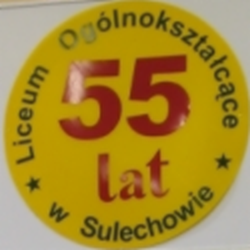 Liceum Ogólnokształcące
55
lat
w Sulechowie